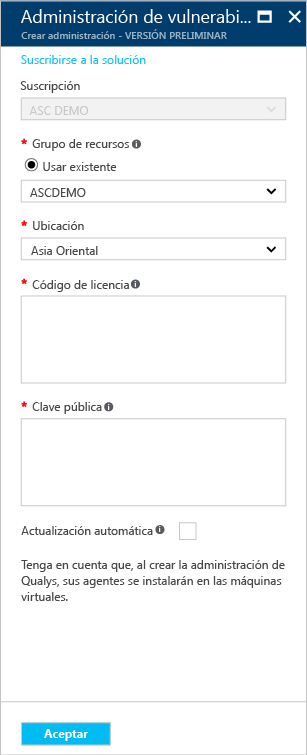 Administración de vulnerabi...
Crear administración - VERSIÓN PRELIMINAR
Suscribirse a la solución
Suscripción
ASC DEMO
* Grupo de recursos
Usar existente
ASCDEMO
* Ubicación
Asia Oriental
* Código de licencia
* Clave pública
Actualización automática
Tenga en cuenta que, al crear la administración de
Qualys, sus agentes se instalarán en las máquinas
virtuales.
Aceptar